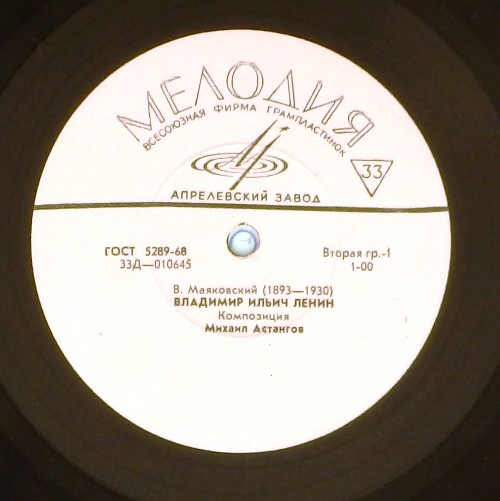 МЕЛОДИЯ
ВСЕСОЮЗНАЯ ФИРМА ГРАМПЛАСТИНОК
33
АПРЕЛЕВСКИЙ ЗАВОД
ГОСТ 5289-68
33Д—010645
Вторая гр.-1
1-00
В. Маяковский (1893—1930)
ВЛАДИМИР ИЛЬИЧ ЛЕНИН
Композиция
Михаил Астангов